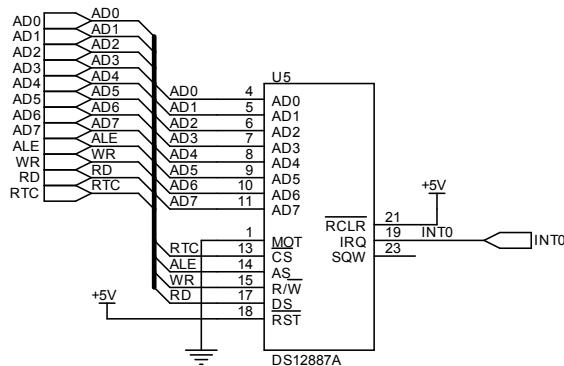 AD0
AD1
AD2
AD3
AD4
AD5
AD6
AD7
ALE
WR
RD
RTC
AD0
AD1
AD2
AD3
AD4
AD5
AD6
AD7
ALE
WR
RD
RTC
U5
AD0 4 AD0
AD1 5 AD1
AD2 6 AD2
AD3 7 AD3
AD4 8 AD4
AD5 9 AD5
AD6 10 AD6
AD7 11 AD7
1 MOT
RTC 13 CS
ALE 14 AS
WR 15 R/W
RD 17 DS
18 RST
+5V
+5V
RCLR 21
IRQ 19 INT0
SQW 23
INT0
DS12887A